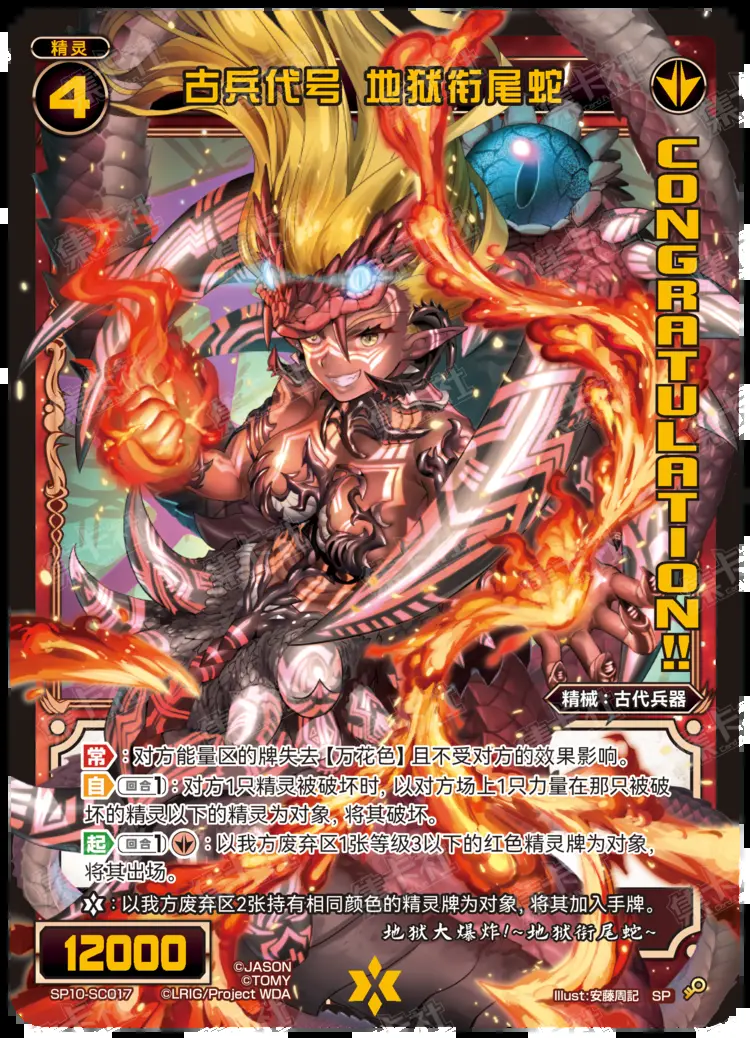 精灵
4
古兵代号 地狱衔尾蛇
CONGRATULATION!!
精械：古代兵器
常：对方能量区的牌失去【万花色】且不受对方的效果影响。
自 回合1：对方1只精灵被破坏时，以对方场上1只力量在那只被破
坏的精灵以下的精灵为对象，将其破坏。
起 回合1：以我方废弃区1张等级3以下的红色精灵牌为对象，
将其出场。
：以我方废弃区2张持有相同颜色的精灵牌为对象，将其加入手牌。
地狱大爆炸!~地狱衔尾蛇~
12000
©JASON
©TOMY
SP10-SC017 ©LRIG/Project WDA
Illust:安藤周記 SP
集卡社